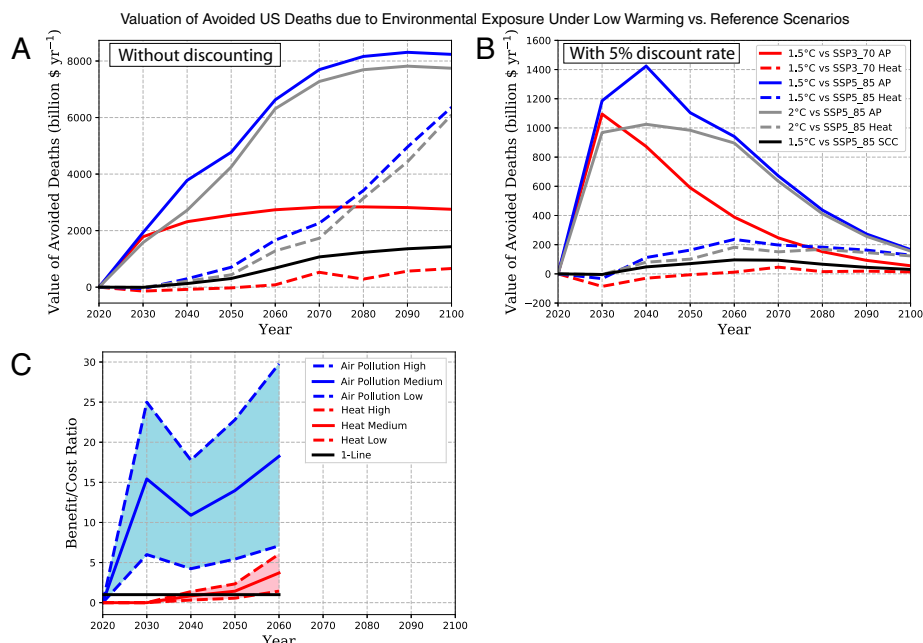 Valuation of Avoided US Deaths due to Environmental Exposure Under Low Warming vs. Reference Scenarios
A
Without discounting
Value of Avoided Deaths (billion $ yr⁻¹)
8000
6000
4000
2000
0
2020 2030 2040 2050 2060 2070 2080 2090 2100
Year
B
With 5% discount rate
Value of Avoided Deaths (billion $ yr⁻¹)
1600
1400
1200
1000
800
600
400
200
0
−200
1.5°C vs SSP3_70 AP
1.5°C vs SSP3_70 Heat
1.5°C vs SSP5_85 AP
1.5°C vs SSP5_85 Heat
2°C vs SSP5_85 AP
2°C vs SSP5_85 Heat
1.5°C vs SSP5_85 SCC
2020 2030 2040 2050 2060 2070 2080 2090 2100
Year
C
Benefit/Cost Ratio
30
25
20
15
10
5
0
Air Pollution High
Air Pollution Medium
Air Pollution Low
Heat High
Heat Medium
Heat Low
1-Line
2020 2030 2040 2050 2060 2070 2080 2090 2100
Year